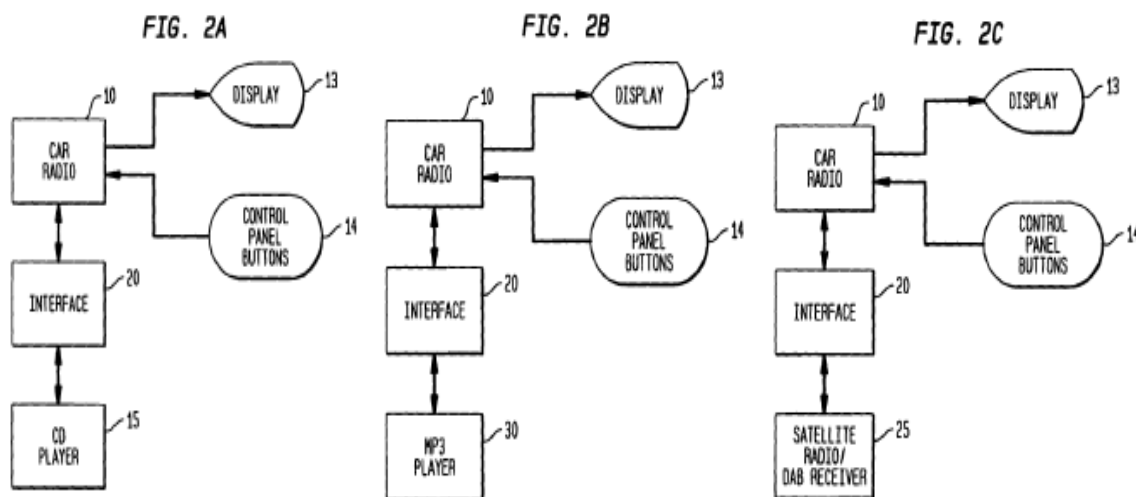 FIG. 2A
10
CAR
RADIO
DISPLAY
13
CONTROL
PANEL
BUTTONS
14
20
INTERFACE
15
CD
PLAYER
FIG. 2B
10
CAR
RADIO
DISPLAY
13
CONTROL
PANEL
BUTTONS
14
20
INTERFACE
30
MP3
PLAYER
FIG. 2C
10
CAR
RADIO
DISPLAY
13
CONTROL
PANEL
BUTTONS
14
20
INTERFACE
25
SATELLITE
RADIO/
DAB RECEIVER